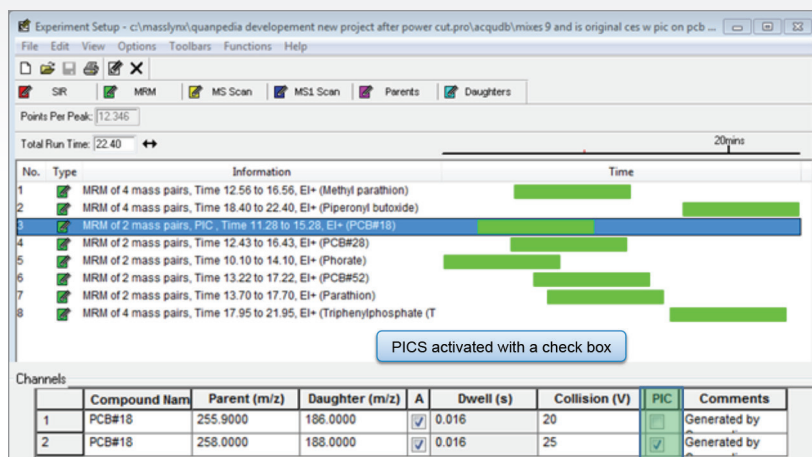 Experiment Setup - c:\masslynx\quanpedia developement new project after power cut.pro\acqudb\mixes 9 and is original ces w pic on pcb ...
File Edit View Options Toolbars Functions Help
SIR MRM MS Scan MS1 Scan Parents Daughters
Points Per Peak: 12.346
Total Run Time: 22.40 20mins
No. Type Information Time
1 MRM of 4 mass pairs, Time 12.56 to 16.56, EI+ (Methyl parathion)
2 MRM of 4 mass pairs, Time 18.40 to 22.40, EI+ (Piperonyl butoxide)
3 MRM of 2 mass pairs, PIC , Time 11.28 to 15.28, EI+ (PCB#18)
4 MRM of 2 mass pairs, Time 12.43 to 16.43, EI+ (PCB#28)
5 MRM of 2 mass pairs, Time 10.10 to 14.10, EI+ (Phorate)
6 MRM of 2 mass pairs, Time 13.22 to 17.22, EI+ (PCB#52)
7 MRM of 2 mass pairs, Time 13.70 to 17.70, EI+ (Parathion)
8 MRM of 4 mass pairs, Time 17.95 to 21.95, EI+ (Triphenylphosphate (T
PICS activated with a check box
Channels
Compound Nam Parent (m/z) Daughter (m/z) A Dwell (s) Collision (V) PIC Comments
1 PCB#18 255.9000 186.0000 0.016 20 Generated by
2 PCB#18 258.0000 188.0000 0.016 25 Generated by